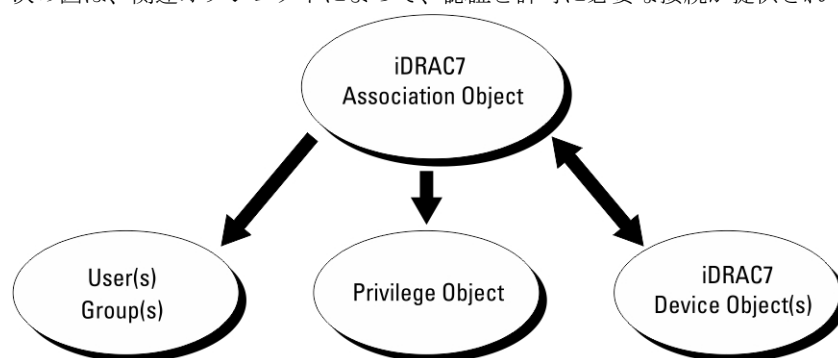 iDRAC7
Association Object
User(s)
Group(s)
Privilege Object
iDRAC7
Device Object(s)